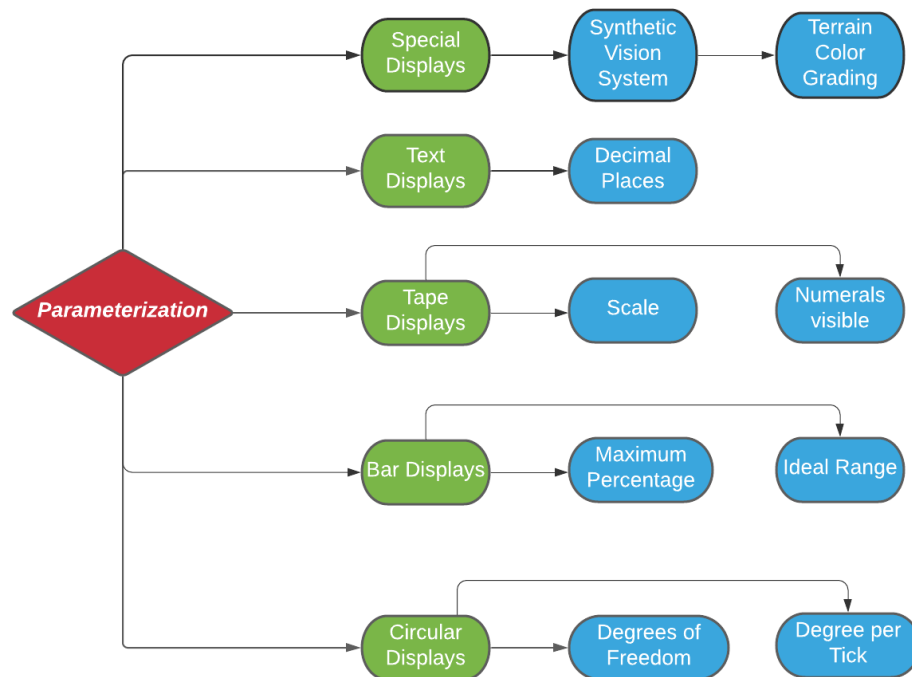 Special
Displays
Synthetic
Vision
System
Terrain
Color
Grading
Text
Displays
Decimal
Places
Parameterization
Tape
Displays
Scale
Numerals
visible
Bar Displays
Maximum
Percentage
Ideal Range
Circular
Displays
Degrees of
Freedom
Degree per
Tick